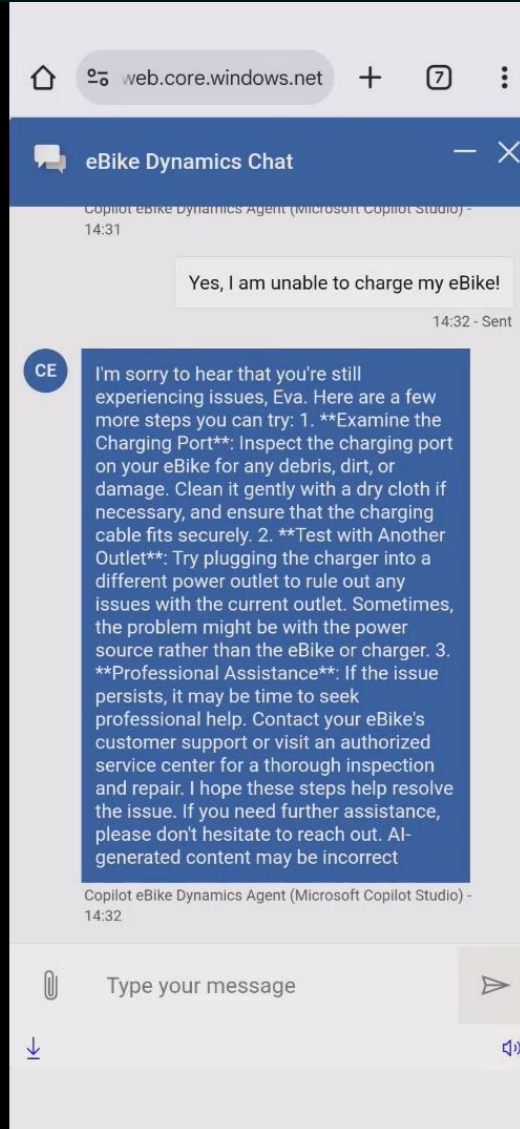 web.core.windows.net
7
eBike Dynamics Chat
Copilot eBike Dynamics Agent (Microsoft Copilot Studio) -
14:31
Yes, I am unable to charge my eBike!
14:32 - Sent
CE
I'm sorry to hear that you're still
experiencing issues, Eva. Here are a few
more steps you can try: 1. **Examine the
Charging Port**: Inspect the charging port
on your eBike for any debris, dirt, or
damage. Clean it gently with a dry cloth if
necessary, and ensure that the charging
cable fits securely. 2. **Test with Another
Outlet**: Try plugging the charger into a
different power outlet to rule out any
issues with the current outlet. Sometimes,
the problem might be with the power
source rather than the eBike or charger. 3.
**Professional Assistance**: If the issue
persists, it may be time to seek
professional help. Contact your eBike's
customer support or visit an authorized
service center for a thorough inspection
and repair. I hope these steps help resolve
the issue. If you need further assistance,
please don't hesitate to reach out. AI-
generated content may be incorrect
Copilot eBike Dynamics Agent (Microsoft Copilot Studio) -
14:32
Type your message